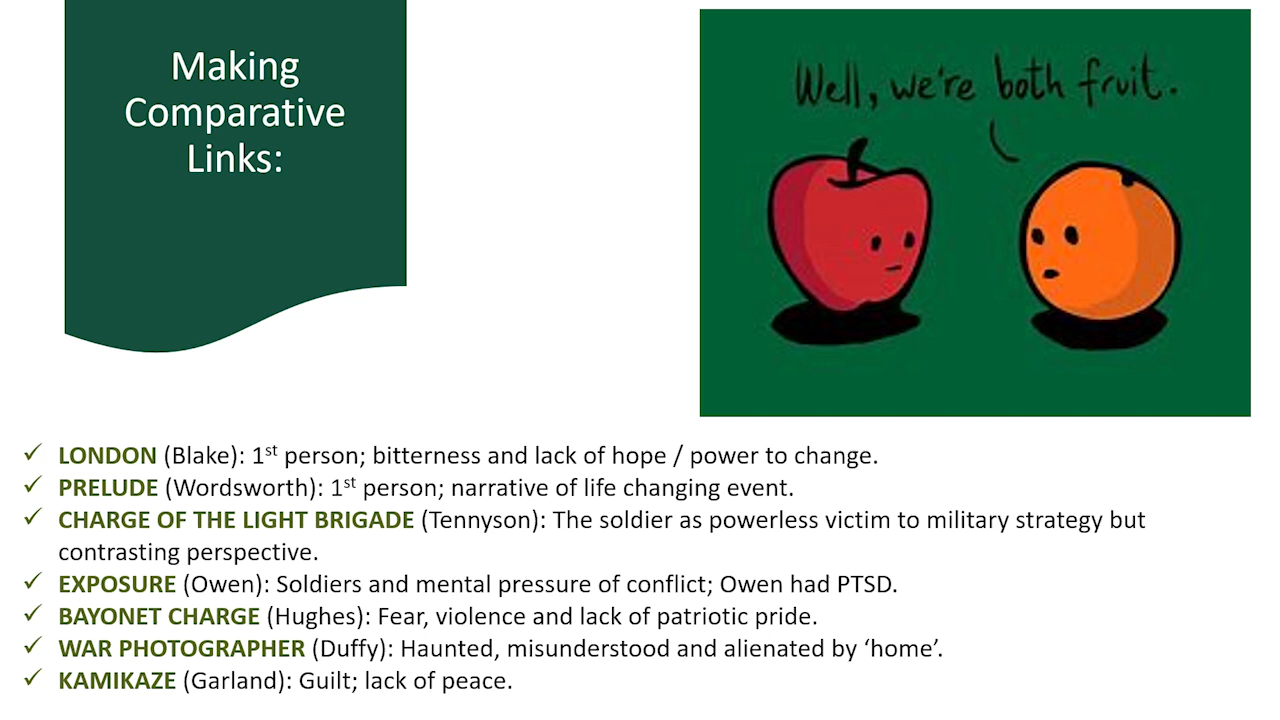 Making
Comparative
Links:
Well, we're both fruit.
✓ LONDON (Blake): 1st person; bitterness and lack of hope / power to change.
✓ PRELUDE (Wordsworth): 1st person; narrative of life changing event.
✓ CHARGE OF THE LIGHT BRIGADE (Tennyson): The soldier as powerless victim to military strategy but
contrasting perspective.
✓ EXPOSURE (Owen): Soldiers and mental pressure of conflict; Owen had PTSD.
✓ BAYONET CHARGE (Hughes): Fear, violence and lack of patriotic pride.
✓ WAR PHOTOGRAPHER (Duffy): Haunted, misunderstood and alienated by ‘home’.
✓ KAMIKAZE (Garland): Guilt; lack of peace.